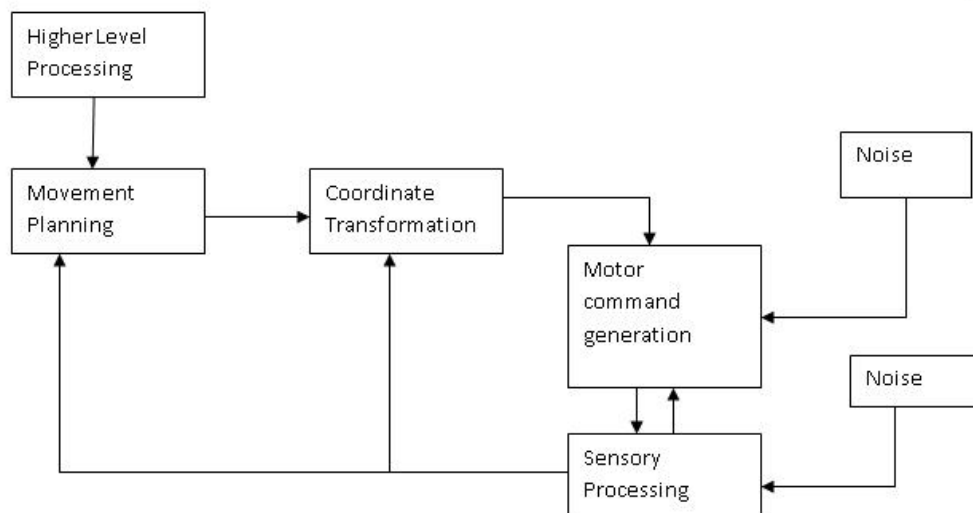 Higher Level
Processing
Movement
Planning
Coordinate
Transformation
Noise
Motor
command
generation
Noise
Sensory
Processing